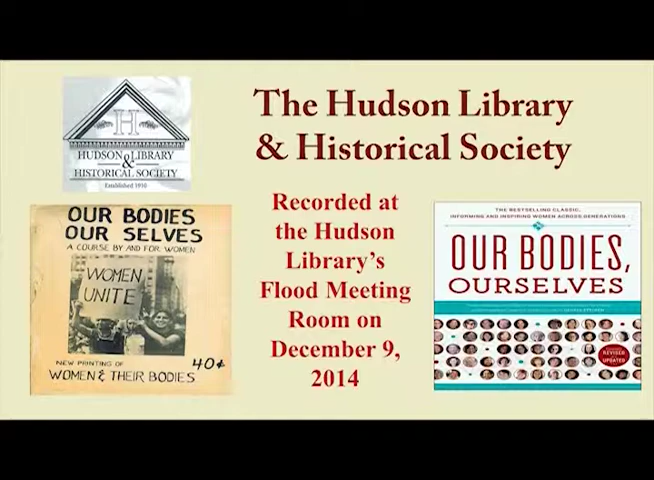 The Hudson Library
& Historical Society
H
HUDSON LIBRARY
&
HISTORICAL SOCIETY
Established 1910
Recorded at
the Hudson
Library's
Flood Meeting
Room on
December 9,
2014
OUR BODIES
OUR SELVES
A COURSE BY AND FOR WOMEN
WOMEN
UNITE
NEW PRINTING OF
40¢
WOMEN & THEIR BODIES
THE BESTSELLING CLASSIC,
INFORMING AND INSPIRING WOMEN ACROSS GENERATIONS
OUR BODIES,
OURSELVES
REVISED
UPDATED